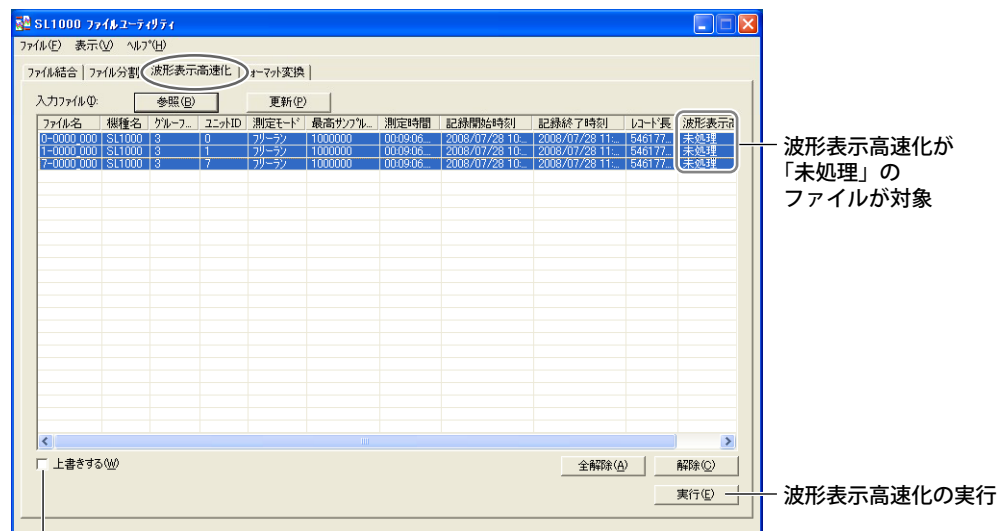 SL1000 ファイルユーティリティ
ファイル(F) 表示(V) ヘルプ(H)
ファイル結合 ファイル分割 波形表示高速化 ォーマット変換
入力ファイル(I): 参照(B) 更新(P)
ファイル名 機種名 グループ... ユニットID 測定モード 最高サンプル... 測定時間 記録開始時刻 記録終了時刻 レコード長 波形表示高
0-0000_000 SL1000 3 0 フリーラン 1000000 00:09:06... 2008/07/28 10:... 2008/07/28 11:... 546177... 未処理
1-0000_000 SL1000 3 1 フリーラン 1000000 00:09:06... 2008/07/28 10:... 2008/07/28 11:... 546177... 未処理
7-0000_000 SL1000 3 7 フリーラン 1000000 00:09:06... 2008/07/28 10:... 2008/07/28 11:... 546177... 未処理
波形表示高速化が
「未処理」の
ファイルが対象
上書きする(W) 全解除(A) 解除(C)
実行(E) 波形表示高速化の実行